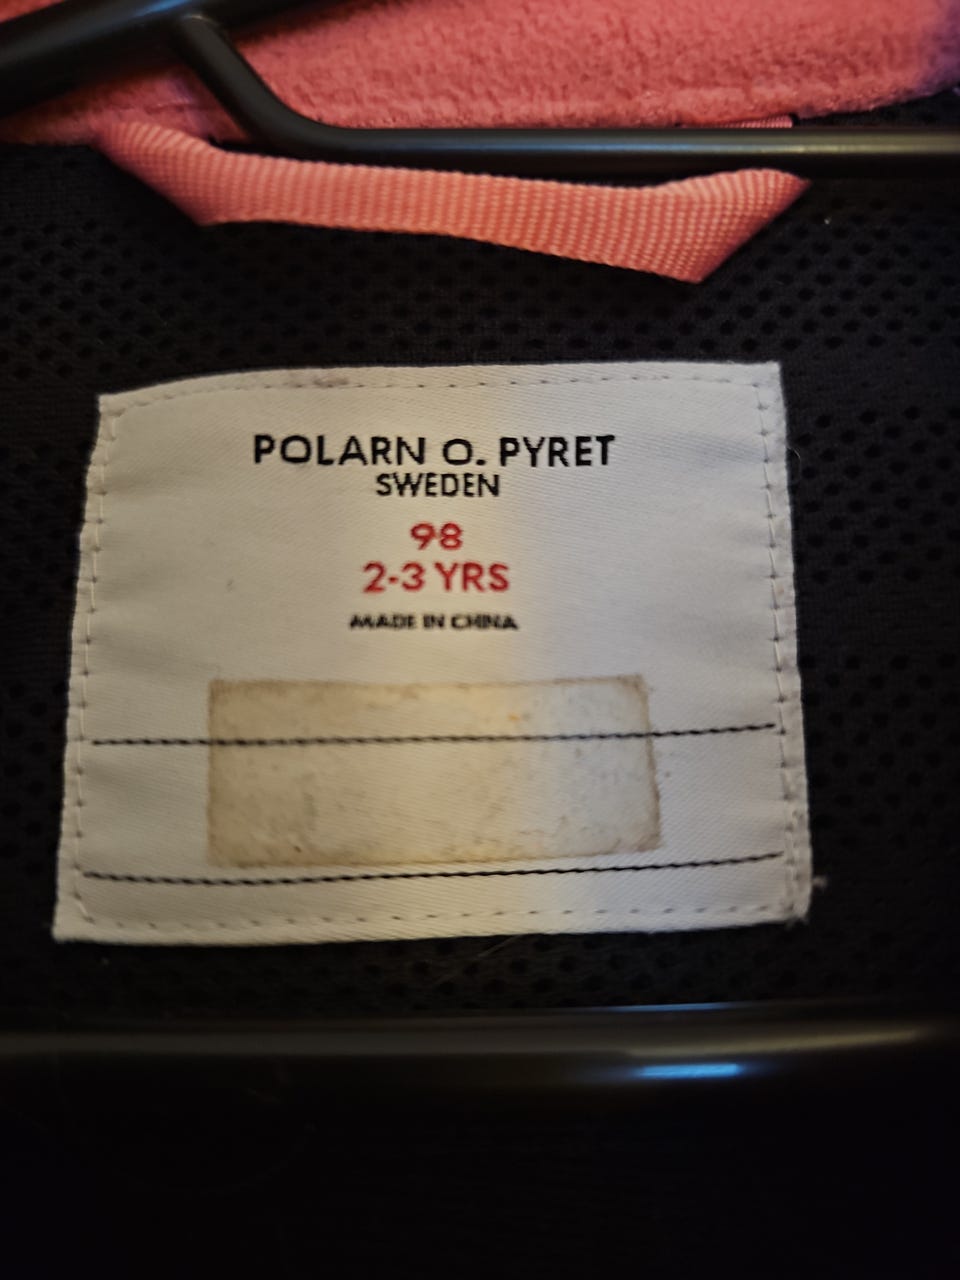 POLARN O. PYRET
SWEDEN
98
2-3 YRS
MADE IN CHINA